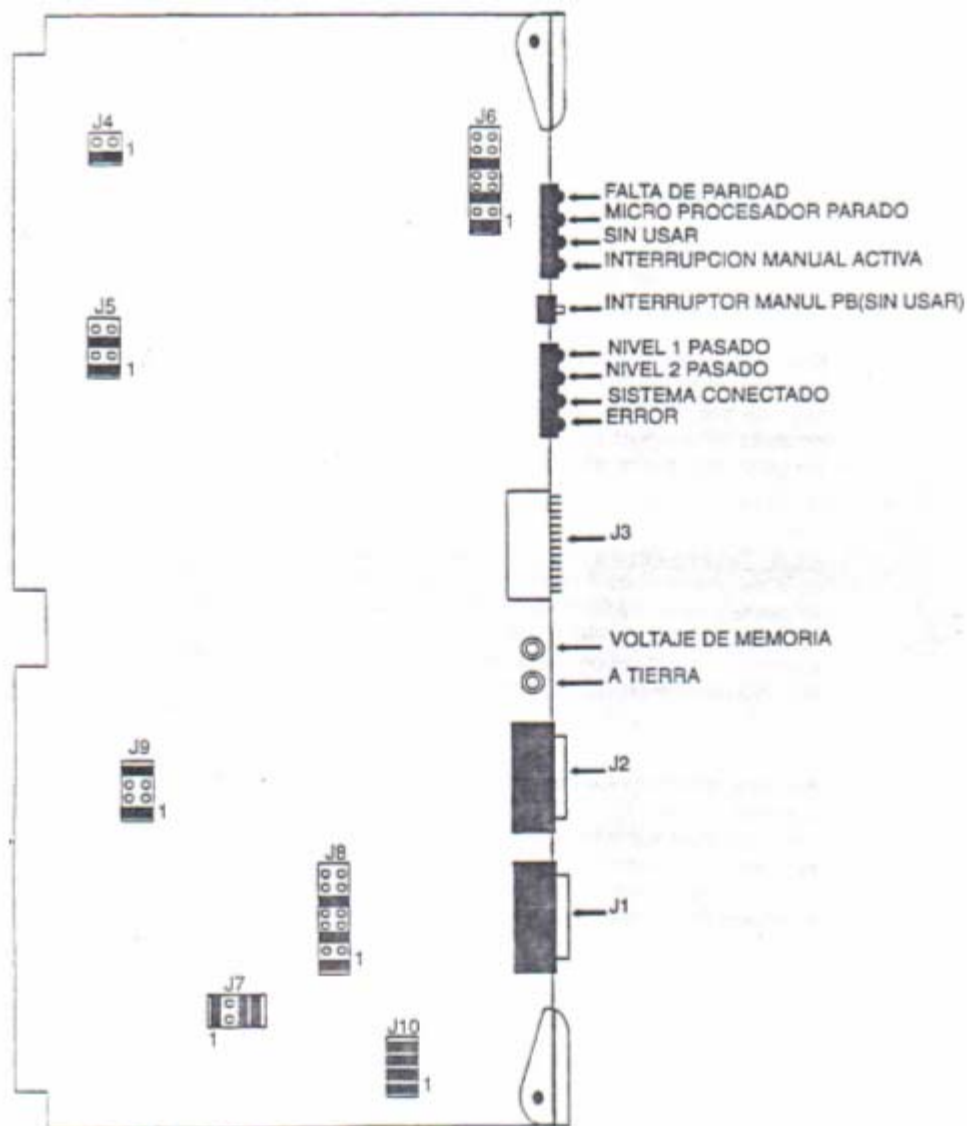 J4
1
J6
1
FALTA DE PARIDAD
MICRO PROCESADOR PARADO
SIN USAR
INTERRUPCION MANUAL ACTIVA
INTERRUPTOR MANUL PB(SIN USAR)
J5
1
NIVEL 1 PASADO
NIVEL 2 PASADO
SISTEMA CONECTADO
ERROR
J3
VOLTAJE DE MEMORIA
A TIERRA
J9
1
J2
J8
1
J1
J7
1
J10
1